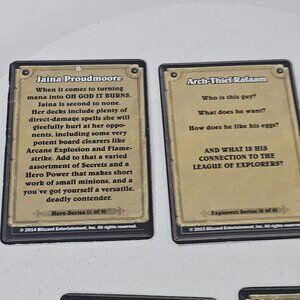 6
Jaina Proudmoore
When it comes to turning
mana into OH GOD IT BURNS,
Jaina is second to none.
Her decks include plenty of
direct-damage spells she will
gleefully hurl at her oppo-
nents, including some very
potent board clearers like
Arcane Explosion and Flame-
strike. Add to that a varied
assortment of Secrets and a
Hero Power that makes short
work of small minions, and a
you've got yourself a versatile,
deadly contender.
Hero Series (1 of 9)
© 2014 Blizzard Entertainment, Inc. All rights reserved.
Arch-Thief Rafaam
Who is this guy?
What does he want?
How does he like his eggs?
AND WHAT IS HIS
CONNECTION TO THE
LEAGUE OF EXPLORERS?
Explorers Series (8 of 8)
© 2015 Blizzard Entertainment, Inc. All rights reserved.